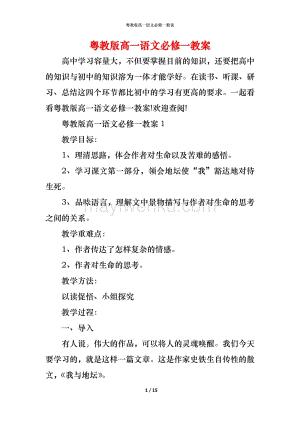 粤教版高一语文必修一教案
粤教版高一语文必修一教案
高中学习容量大，不但要掌握目前的知识，还要把高中
的知识与初中的知识溶为一体才能学好。在读书、听课、研
习、总结这四个环节都比初中的学习有更高的要求。一起看
看粤教版高一语文必修一教案!欢迎查阅!
粤教版高一语文必修一教案 1
教学目标:
1、理清思路，体会作者对生命以及苦难的感悟。
2、学习课文第一部分，领会地坛使“我”豁达地对待
生死。
3、品味语言，理解文中景物描写与作者对生命的思考
之间的关系。
教学重难点:
1、作者传达了怎样复杂的情感。
2、作者对生命的思考。
教学方法:
以读促悟、小组探究
教学过程:
一、导入
有人说，伟大的作品，可以将人的灵魂唤醒。我们今天
要学习的，就是这样一篇文章。这是作家史铁生自传性的散
文，《我与地坛》。
1 / 15